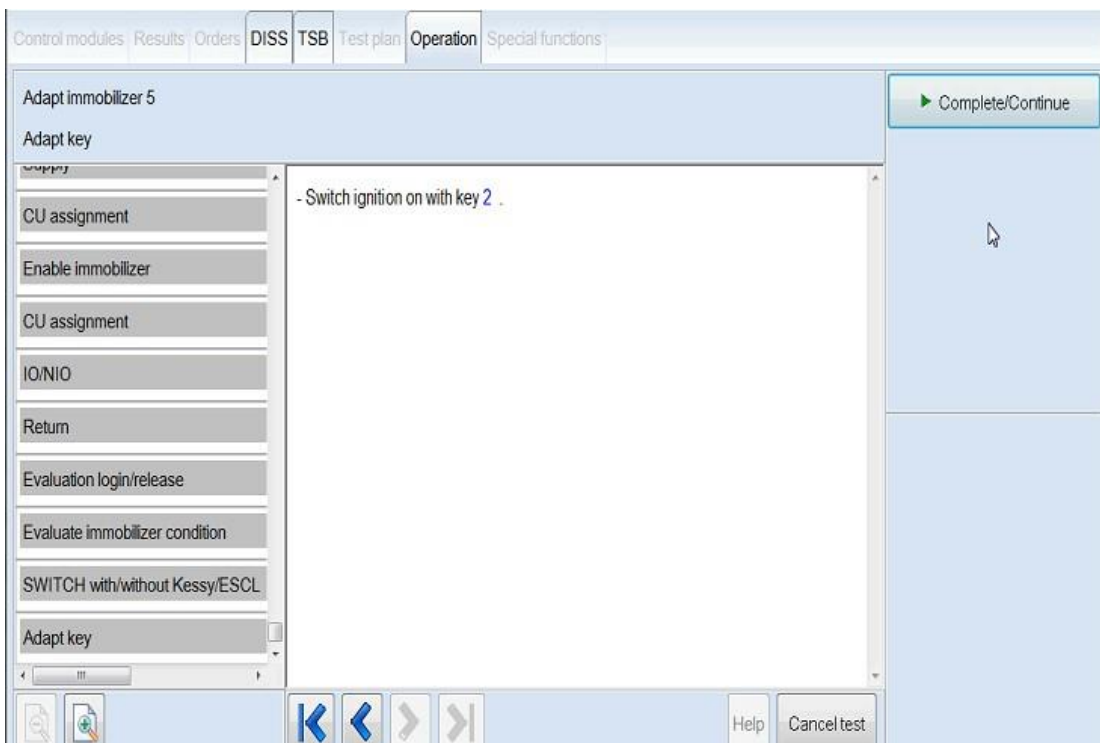 Control modules Results Orders DISS TSB Test plan Operation Special functions
Adapt immobilizer 5
Adapt key
Complete/Continue
Supply
CU assignment
Enable immobilizer
CU assignment
IO/NIO
Return
Evaluation login/release
Evaluate immobilizer condition
SWITCH with/without Kessy/ESCL
Adapt key
- Switch ignition on with key 2 .
Help
Cancel test